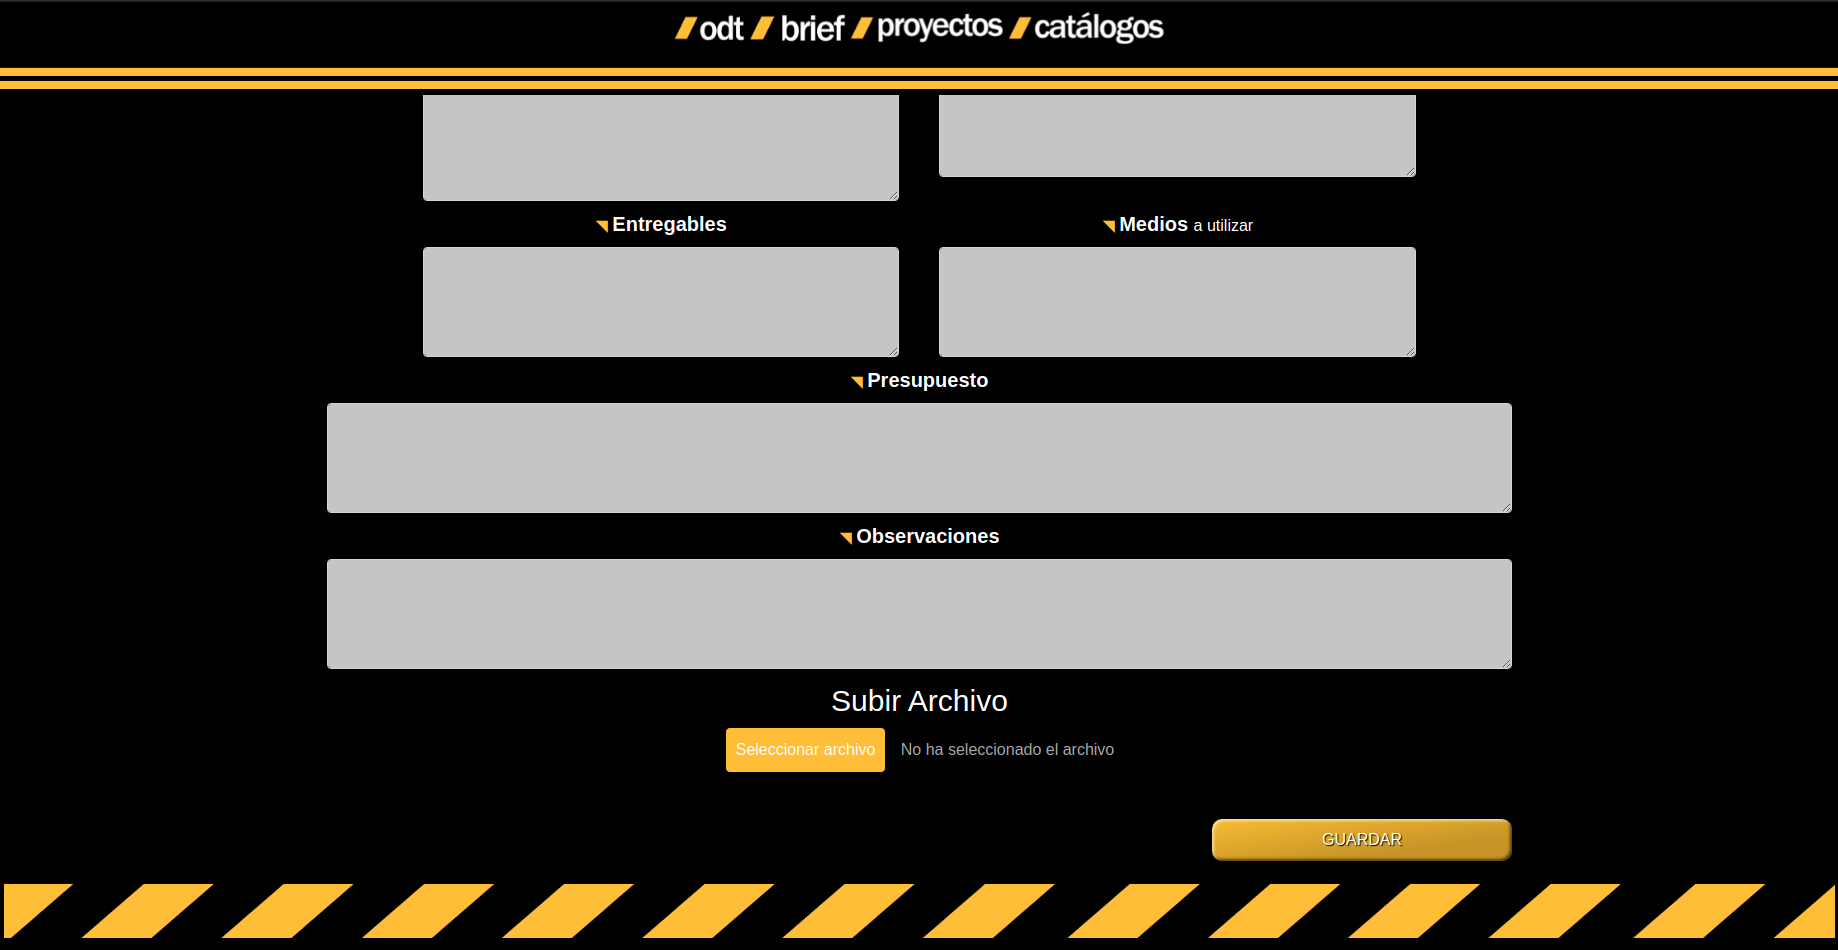 odt brief proyectos catálogos
Entregables
Medios a utilizar
Presupuesto
Observaciones
Subir Archivo
Seleccionar archivo No ha seleccionado el archivo
GUARDAR